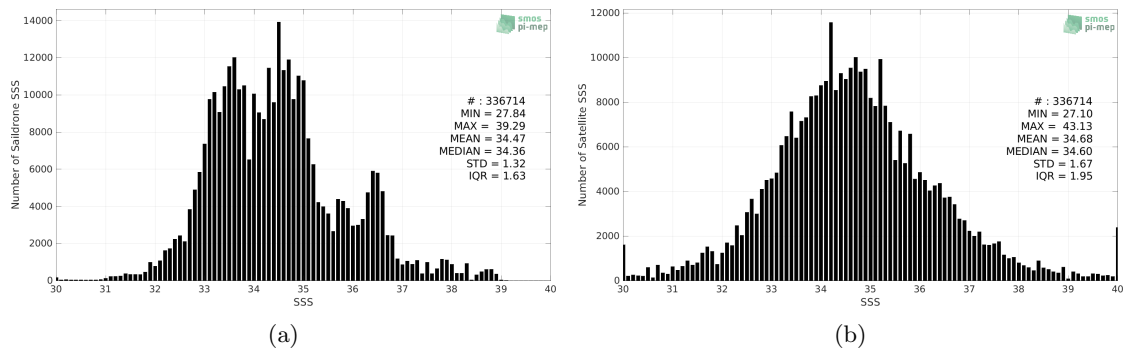 14000
12000
10000
8000
6000
4000
2000
0
Number of Saildrone SSS
smos
pi-mep
# : 336714
MIN = 27.84
MAX = 39.29
MEAN = 34.47
MEDIAN = 34.36
STD = 1.32
IQR = 1.63
30 31 32 33 34 35 36 37 38 39 40
SSS
(a)
12000
10000
8000
6000
4000
2000
0
Number of Satellite SSS
smos
pi-mep
# : 336714
MIN = 27.10
MAX = 43.13
MEAN = 34.68
MEDIAN = 34.60
STD = 1.67
IQR = 1.95
30 31 32 33 34 35 36 37 38 39 40
SSS
(b)